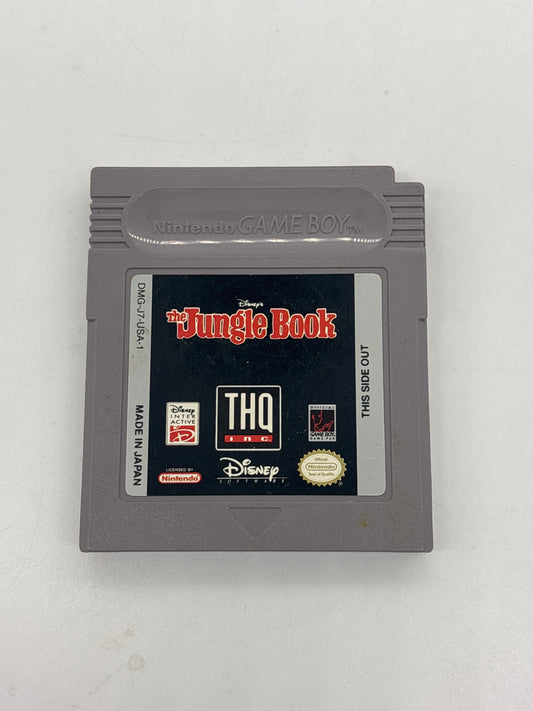 Nintendo GAME BOY TM
DMG-J7-USA-1
MADE IN JAPAN
Disney's
The Jungle Book
THIS SIDE OUT
Disney
INTER
ACTIVE
D
THQ
INC.
OFFICIAL
GAME BOY
GAME PAK
LICENSED BY
Nintendo
Disney
SOFTWARE
Official
Nintendo
Seal of Quality
®